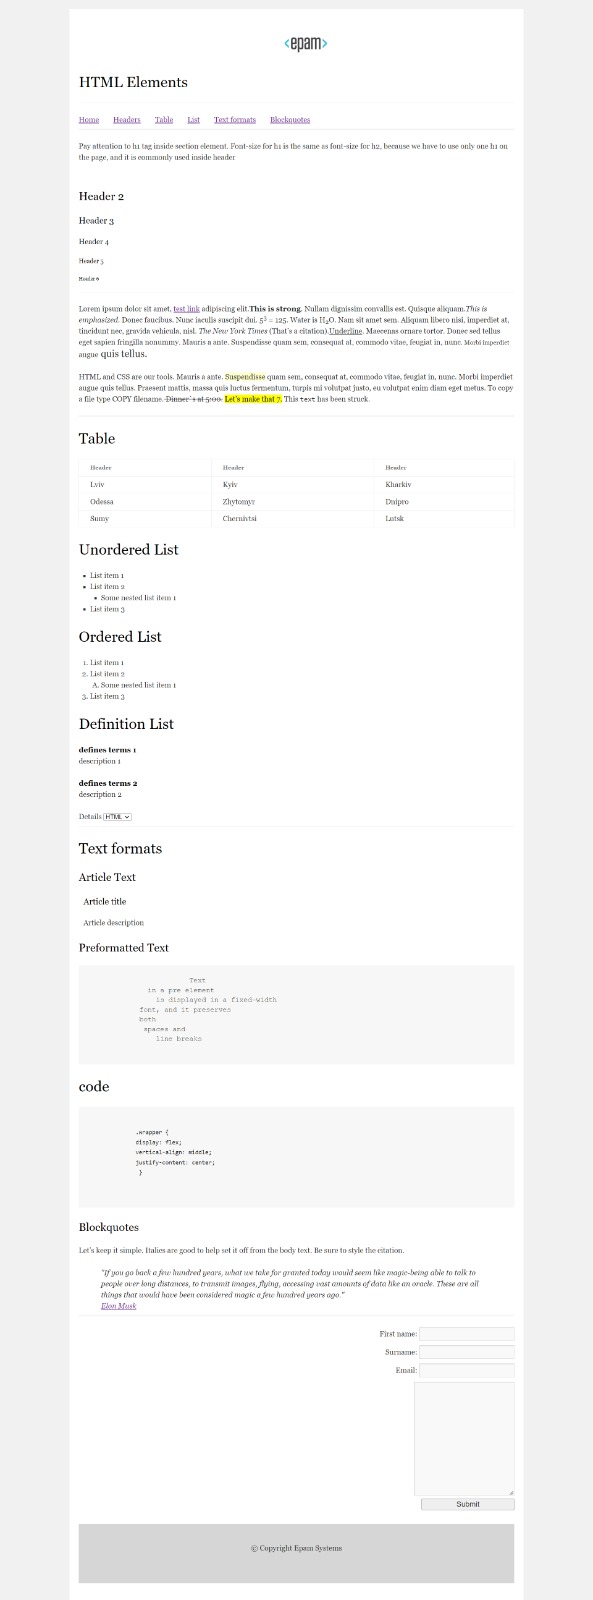 <epam>
HTML Elements
Home Headers Table List Text formats Blockquotes
Pay attention to h1 tag inside section element. Font-size for h1 is the same as font-size for h2, because we have to use only one h1 on
the page, and it is commonly used inside header
Header 2
Header 3
Header 4
Header 5
Header 6
Lorem ipsum dolor sit amet, test link adipiscing elit.This is strong. Nullam dignissim convallis est. Quisque aliquam.This is
emphasized. Donec faucibus. Nunc iaculis suscipit dui. 5³ = 125. Water is H₂O. Nam sit amet sem. Aliquam libero nisi, imperdiet at,
tincidunt nec, gravida vehicula, nisl. The New York Times (That's a citation).Underline. Maecenas ornare tortor. Donec sed tellus
eget sapien fringilla nonummy. Mauris a ante. Suspendisse quam sem, consequat at, commodo vitae, feugiat in, nunc. Morbi imperdiet
augue quis tellus.
HTML and CSS are our tools. Mauris a ante. Suspendisse quam sem, consequat at, commodo vitae, feugiat in, nunc. Morbi imperdiet
augue quis tellus. Praesent mattis, massa quis luctus fermentum, turpis mi volutpat justo, eu volutpat enim diam eget metus. To copy
a file type COPY filename. Dinner's at 5:00. Let's make that 7. This text has been struck.
Table
Header Header Header
Lviv Kyiv Kharkiv
Odessa Zhytomyr Dnipro
Sumy Chernivtsi Lutsk
Unordered List
List item 1
List item 2
Some nested list item 1
List item 3
Ordered List
1. List item 1
2. List item 2
A. Some nested list item 1
3. List item 3
Definition List
defines terms 1
description 1
defines terms 2
description 2
Details HTML
Text formats
Article Text
Article title
Article description
Preformatted Text
Text
in a pre element
is displayed in a fixed-width
font, and it preserves
both
spaces and
line breaks
code
.wrapper {
display: flex;
vertical-align: middle;
justify-content: center;
}
Blockquotes
Let's keep it simple. Italics are good to help set it off from the body text. Be sure to style the citation.
"If you go back a few hundred years, what we take for granted today would seem like magic-being able to talk to
people over long distances, to transmit images, flying, accessing vast amounts of data like an oracle. These are all
things that would have been considered magic a few hundred years ago."
Elon Musk
First name:
Surname:
Email:
Submit
© Copyright Epam Systems